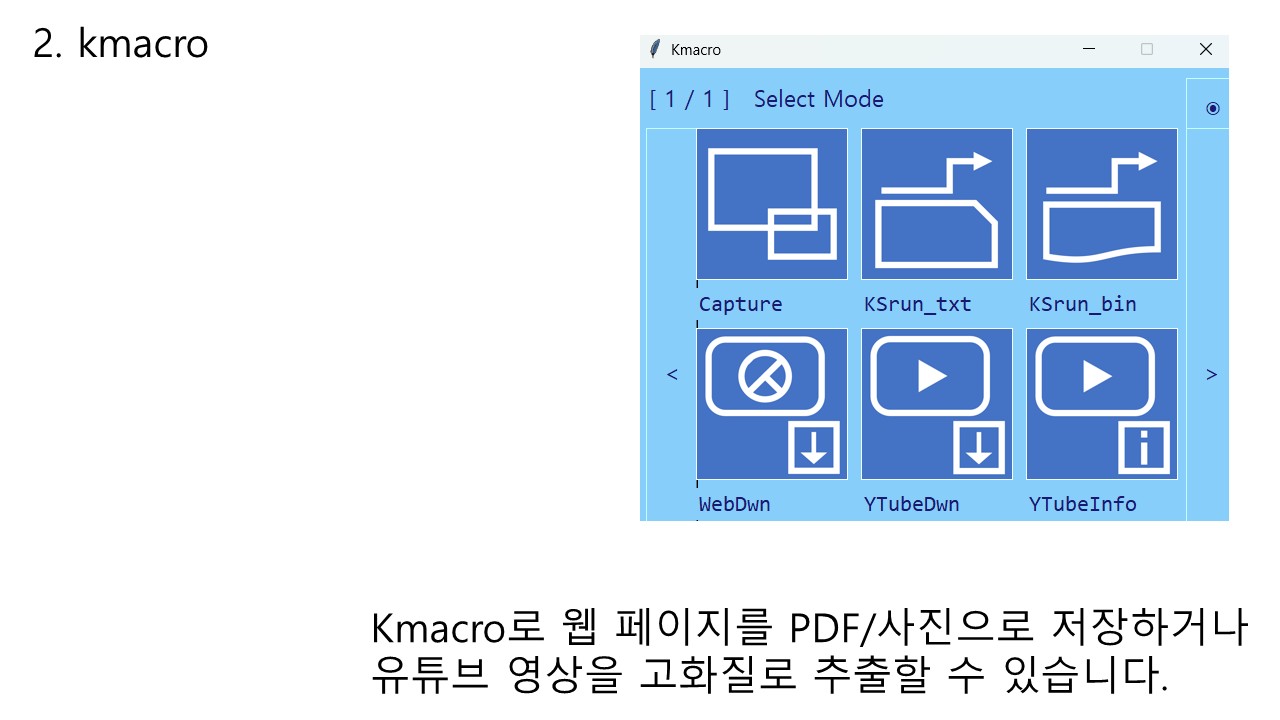 2. kmacro
Kmacro
[ 1 / 1 ] Select Mode
Capture KSrun_txt KSrun_bin
< >
WebDwn YTubeDwn YTubeInfo
Kmacro로 웹 페이지를 PDF/사진으로 저장하거나
유튜브 영상을 고화질로 추출할 수 있습니다.